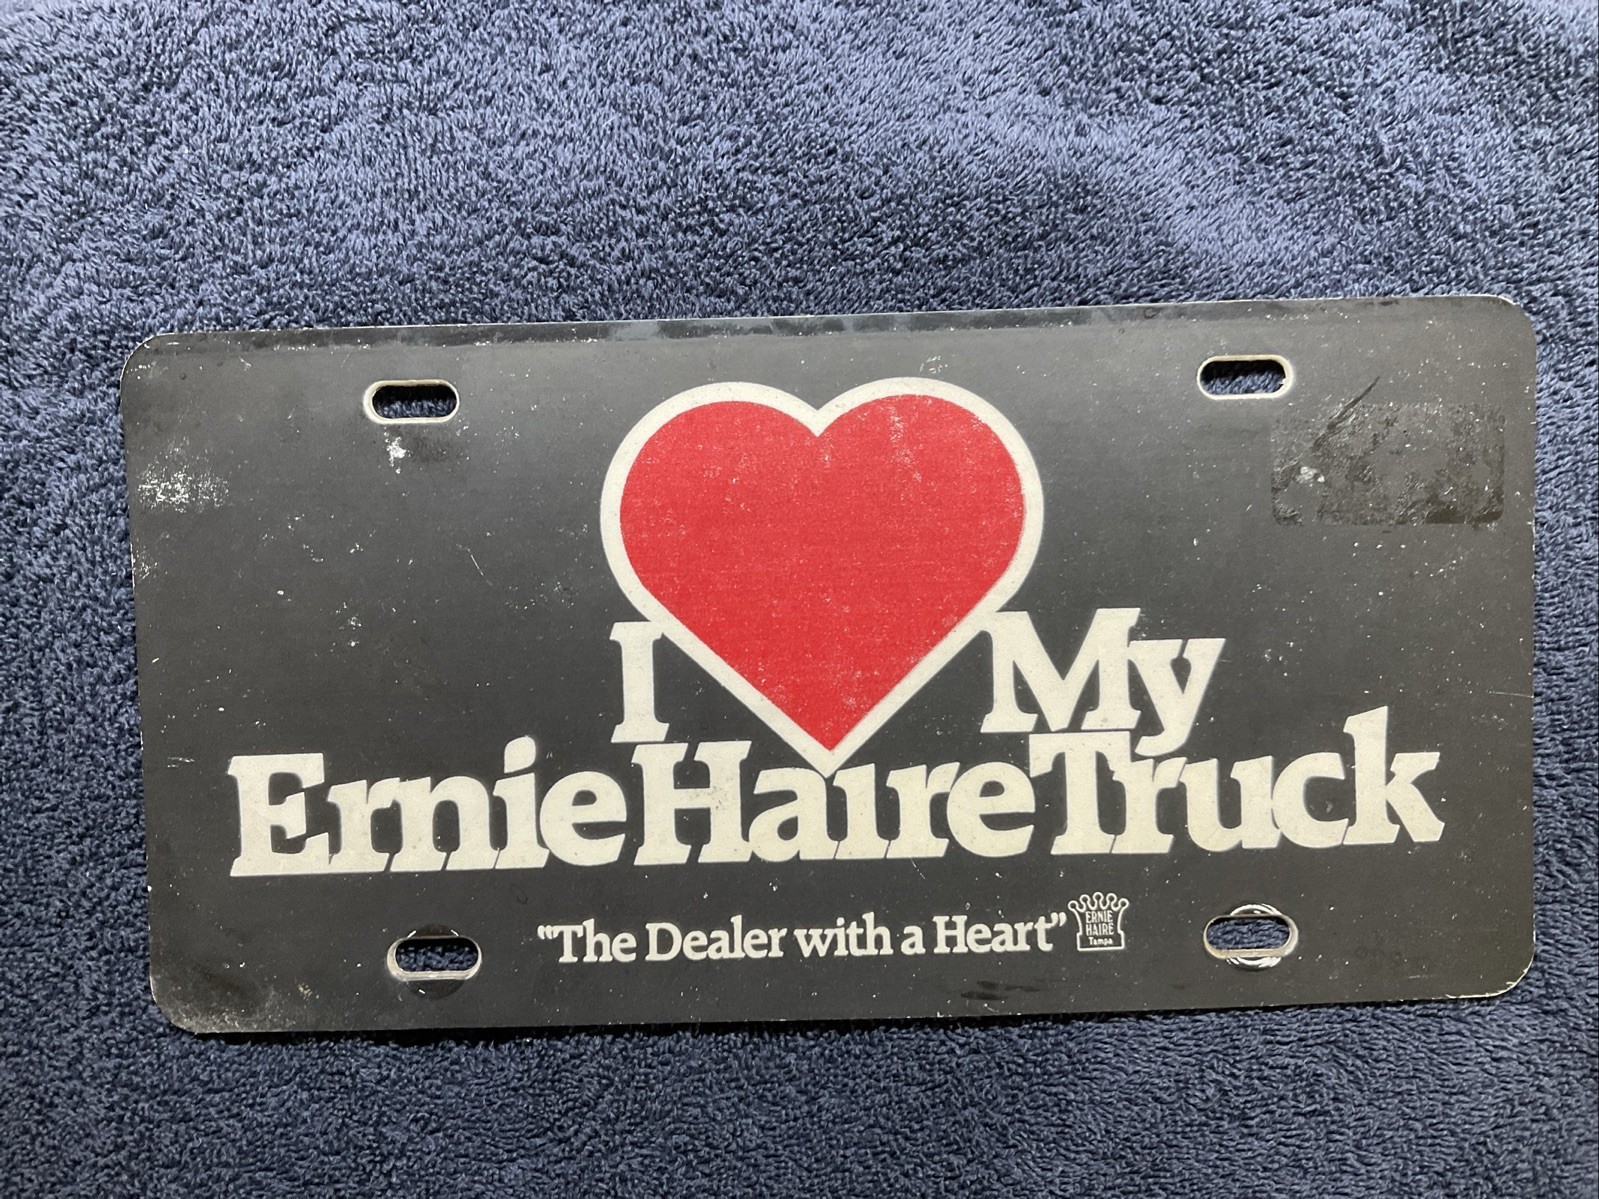 I My
Ernie Haire Truck
"The Dealer with a Heart"
ERNIE
HAIRE
Tampa